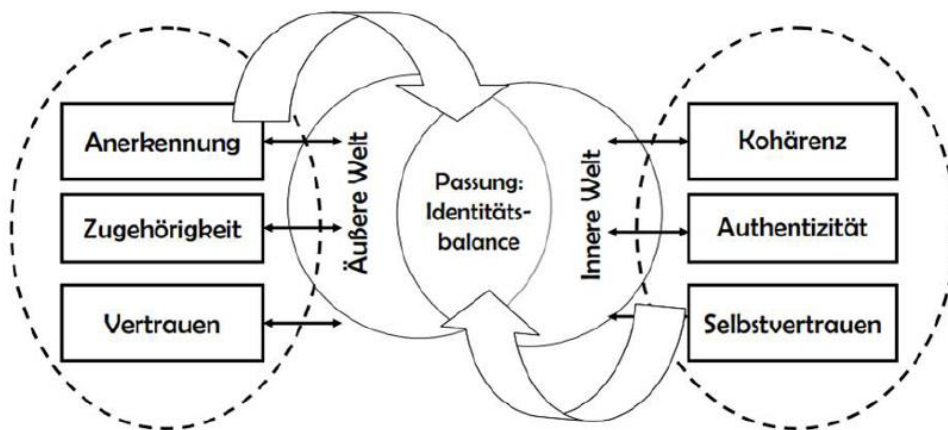 Anerkennung
Zugehörigkeit
Vertrauen
Äußere Welt
Passung:
Identitäts-
balance
Innere Welt
Kohärenz
Authentizität
Selbstvertrauen